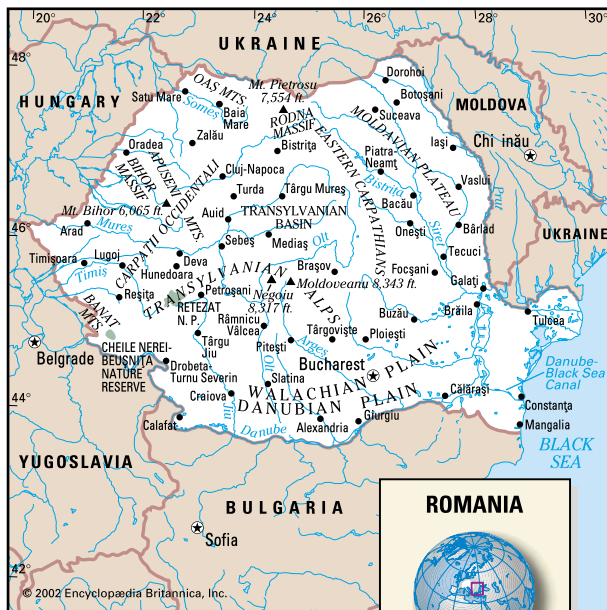 20°
22°
24°
26°
28°
30°
48°
46°
44°
42°
UKRAINE
HUNGARY
MOLDOVA
Chi inău
UKRAINE
YUGOSLAVIA
Belgrade
BULGARIA
Sofia
BLACK
SEA
Dorohoi
Botoşani
Suceava
Mt. Pietrosu
7,554 ft.
OAS MTS.
Satu Mare
Someş
Baia
Mare
RODNA
MASSIF
MOLDAVIAN PLATEAU
Iaşi
Zalău
Oradea
Bistriţa
Piatra-
Neamţ
EASTERN CARPATHIANS
BIHOR
MASSIF
APUSENI
MTS
CARPATII OCCIDENTALI
Cluj-Napoca
Turda
Târgu Mureş
Bistriţa
Bacău
Vaslui
Prut
Mt. Bihor 6,065 ft.
Auid
TRANSYLVANIAN
BASIN
Oneşti
Siret
Bârlad
Arad
Mures
Sebeş
Mediaş
Olt
Tecuci
Timişoara
Lugoj
Deva
Timiş
Hunedoara
TRANSYLVANIAN
ALPS
Braşov
Focşani
Moldoveanu 8,343 ft.
Galaţi
Reşiţa
Petroşani
Negoiu
8,317 ft.
BANAT
MTS
RETEZAT
N. P.
Râmnicu
Vâlcea
Buzău
Brăila
Tulcea
CHEILE NEREI-
BEUSNIŢA
NATURE
RESERVE
Târgu
Jiu
Piteşti
Târgovişte
Ploieşti
Argeş
Drobeta-
Turnu Severin
Bucharest
Danube-
Black Sea
Canal
Olt
Slatina
WALACHIAN PLAIN
Craiova
DANUBIAN PLAIN
Călăraşi
Constanţa
Calafat
Jiu
Danube
Alexandria
Giurgiu
Mangalia
ROMANIA
© 2002 Encyclopædia Britannica, Inc.